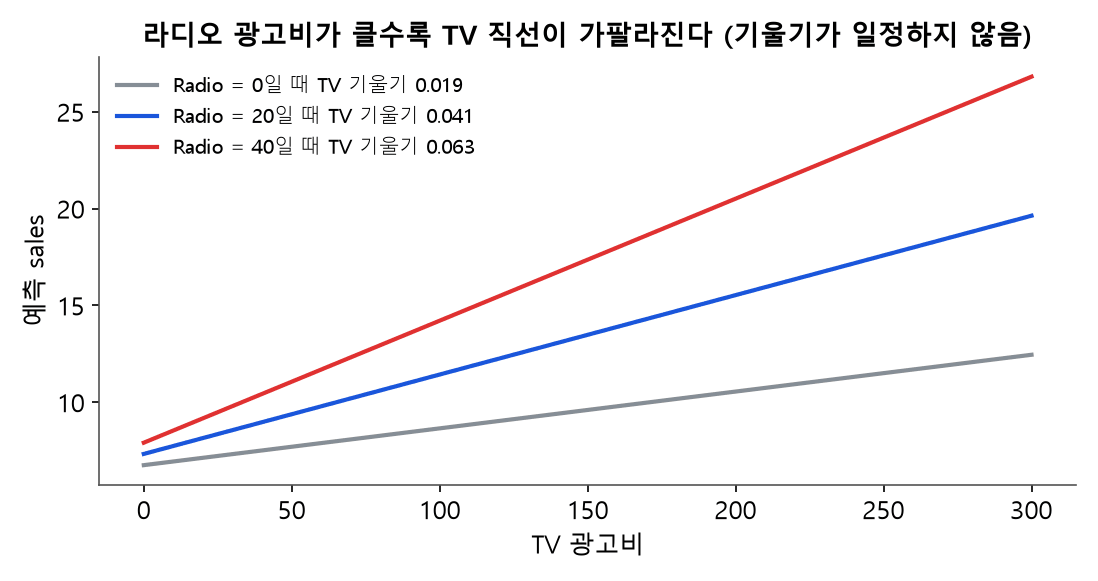 라디오 광고비가 클수록 TV 직선이 가팔라진다 (기울기가 일정하지 않음)
Radio = 0일 때 TV 기울기 0.019
Radio = 20일 때 TV 기울기 0.041
Radio = 40일 때 TV 기울기 0.063
예측 sales
25
20
15
10
0 50 100 150 200 250 300
TV 광고비